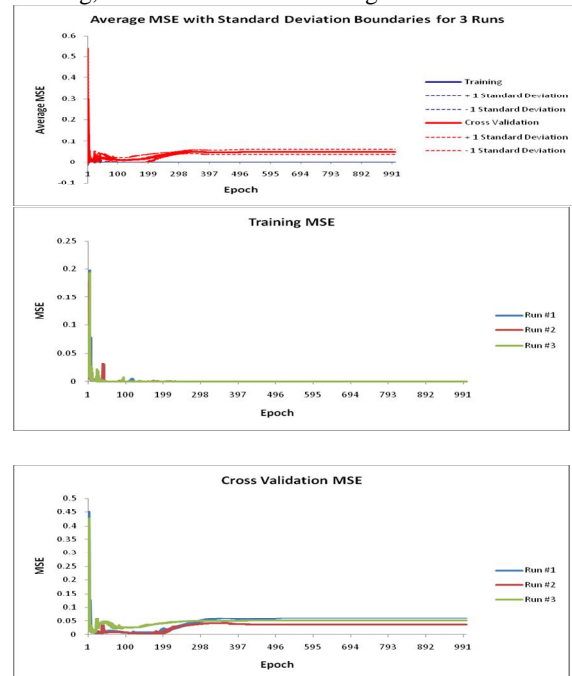 Average MSE with Standard Deviation Boundaries for 3 Runs
0.6
0.5
0.4
0.3
0.2
0.1
0
-0.1
Average MSE
1 100 199 298 397 496 595 694 793 892 991
Epoch
Training
+ 1 Standard Deviation
- 1 Standard Deviation
Cross Validation
+ 1 Standard Deviation
- 1 Standard Deviation
Training MSE
0.25
0.2
0.15
0.1
0.05
0
MSE
1 100 199 298 397 496 595 694 793 892 991
Epoch
Run #1
Run #2
Run #3
Cross Validation MSE
0.5
0.45
0.4
0.35
0.3
0.25
0.2
0.15
0.1
0.05
0
MSE
1 100 199 298 397 496 595 694 793 892 991
Epoch
Run #1
Run #2
Run #3